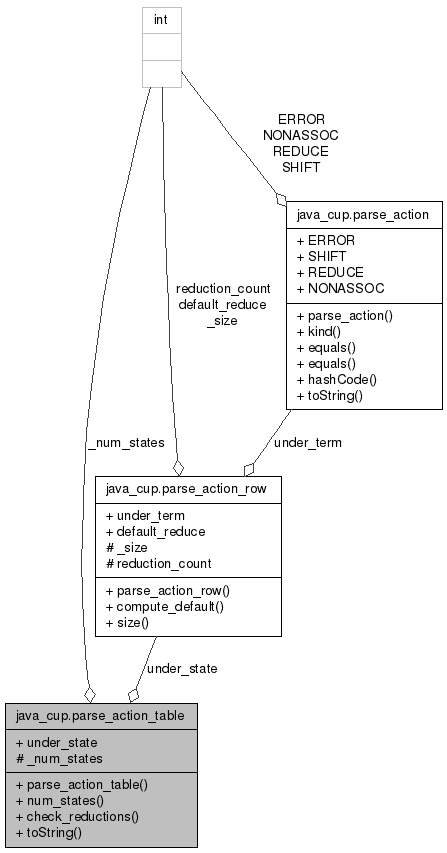 int
ERROR
NONASSOC
REDUCE
SHIFT
java_cup.parse_action
+ ERROR
+ SHIFT
+ REDUCE
+ NONASSOC
+ parse_action()
+ kind()
+ equals()
+ equals()
+ hashCode()
+ toString()
reduction_count
default_reduce
_size
_num_states
under_term
java_cup.parse_action_row
+ under_term
+ default_reduce
# _size
# reduction_count
+ parse_action_row()
+ compute_default()
+ size()
under_state
java_cup.parse_action_table
+ under_state
# _num_states
+ parse_action_table()
+ num_states()
+ check_reductions()
+ toString()